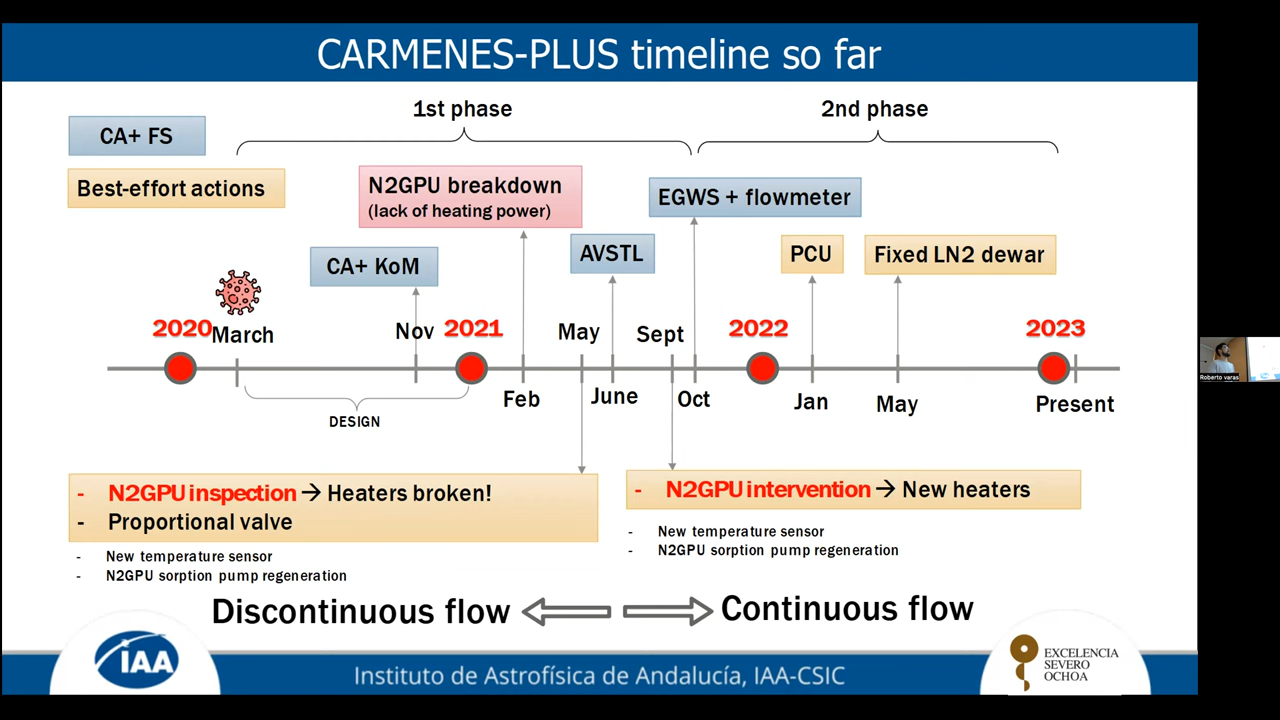 CARMENES-PLUS timeline so far
1st phase
2nd phase
CA+ FS
Best-effort actions
N2GPU breakdown
(lack of heating power)
EGWS + flowmeter
CA+ KoM
AVSTL
PCU
Fixed LN2 dewar
2020
March
Nov
2021
May
Sept
2022
2023
Feb
June
Oct
Jan
May
Present
DESIGN
- N2GPU inspection → Heaters broken!
- Proportional valve
- New temperature sensor
- N2GPU sorption pump regeneration
- N2GPU intervention → New heaters
- New temperature sensor
- N2GPU sorption pump regeneration
Discontinuous flow
Continuous flow
IAA
Instituto de Astrofísica de Andalucía, IAA-CSIC
EXCELENCIA
SEVERO
OCHOA
Roberto varas